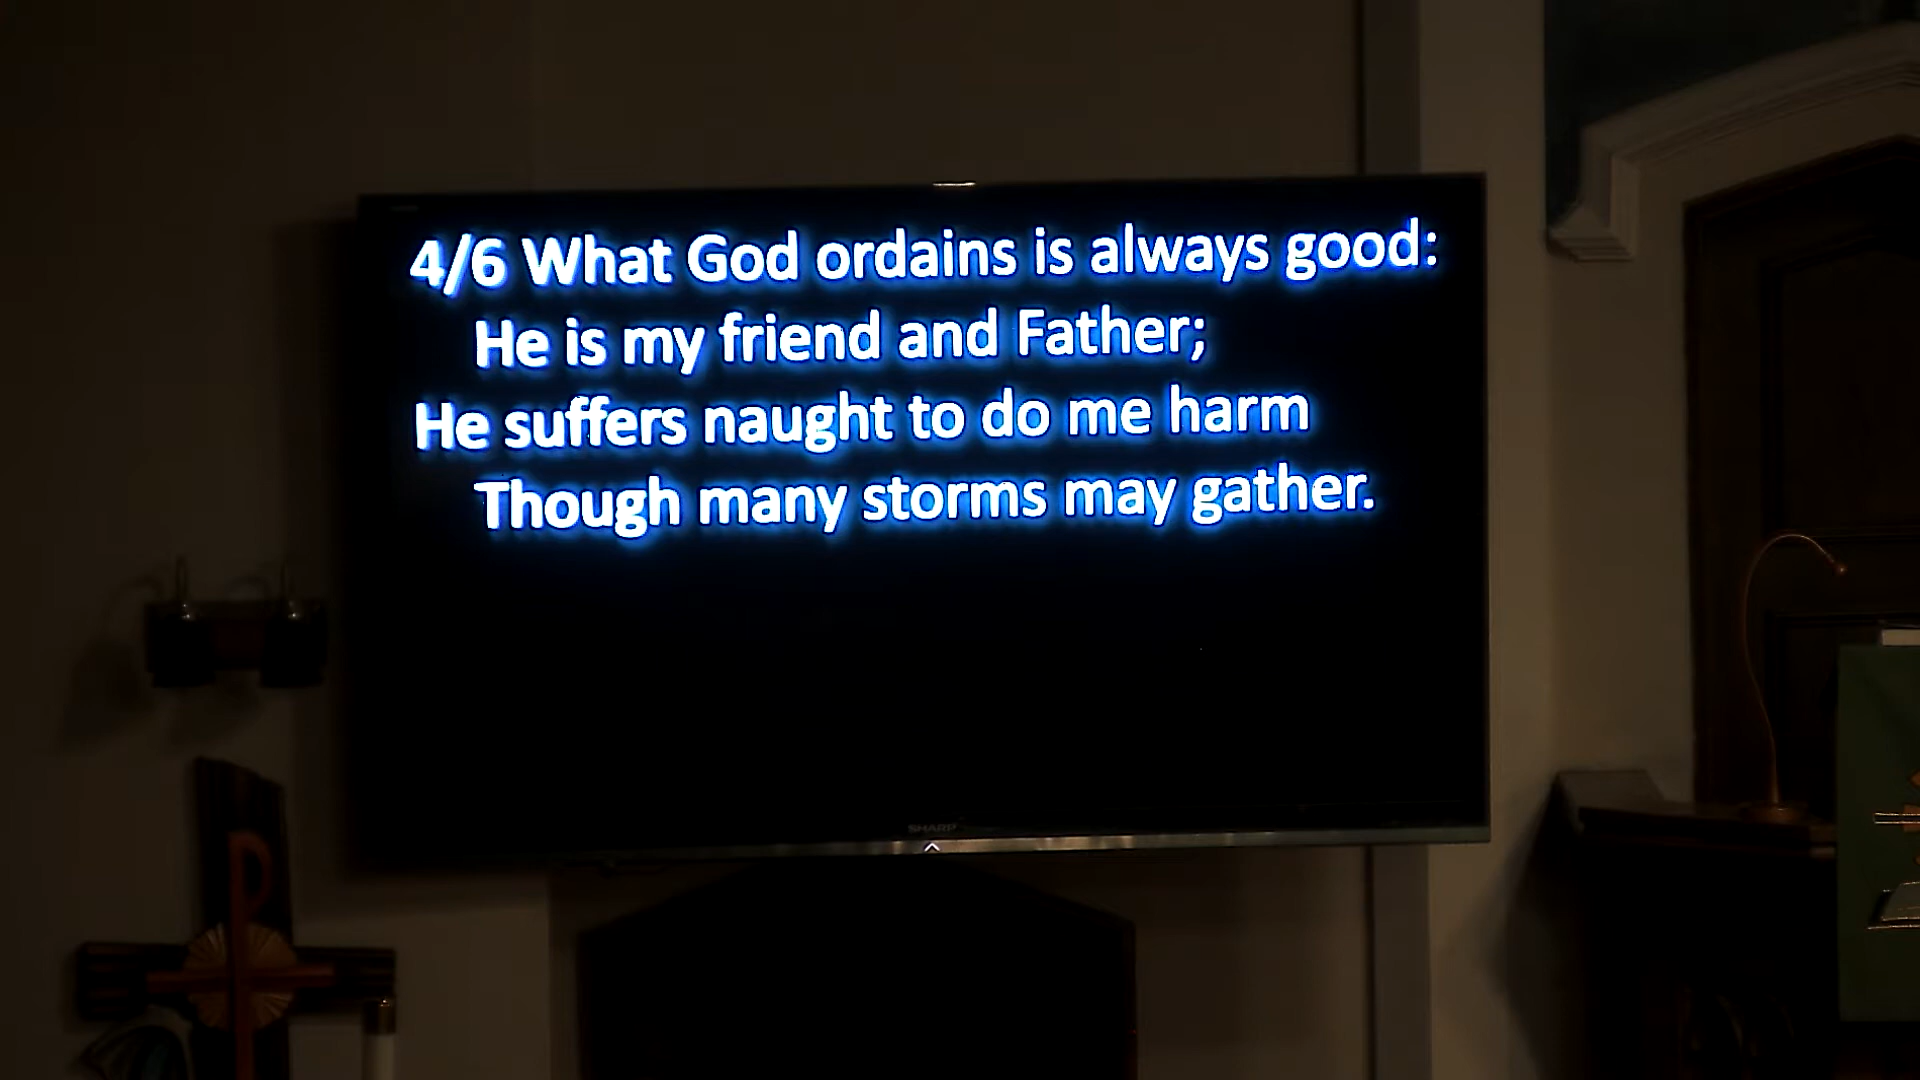 4/6 What God ordains is always good:
He is my friend and Father;
He suffers naught to do me harm
Though many storms may gather.
SHARP